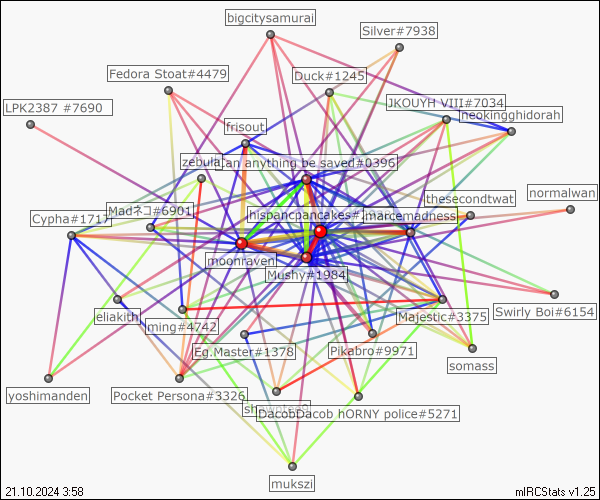 bigcitysamurai
Silver#7938
Fedora Stoat#4479
Duck#1245
LPK2387 #7690
JKOUYH VIII#7034
heokingghidorah
frisout
zebula
can anything be saved#0396
thesecondtwat
normalwan
Cypha#1717
Madネコ#6901
hispancpancakes#
marcemadness
moonraven
Mushy#1984
eliakith
ming#4742
Majestic#3375
Swirly Boi#6154
Eg.Master#1378
Pikabro#9971
somass
yoshimanden
Pocket Persona#3326
DacobDacob hORNY police#5271
mukszi
21.10.2024 3:58
mIRCStats v1.25